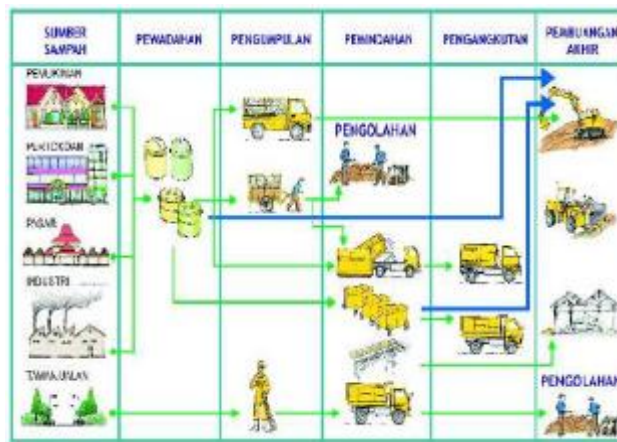 SUMBER
SAMPAH
PEWADAHAN
PENGUMPULAN
PEMINDAHAN
PENGANGKUTAN
PEMBUANGAN
AKHIR
PEMUKIMAN
PERTOKOAN
PASAR
INDUSTRI
TAMAN/JALAN
PENGOLAHAN
PENGOLAHAN